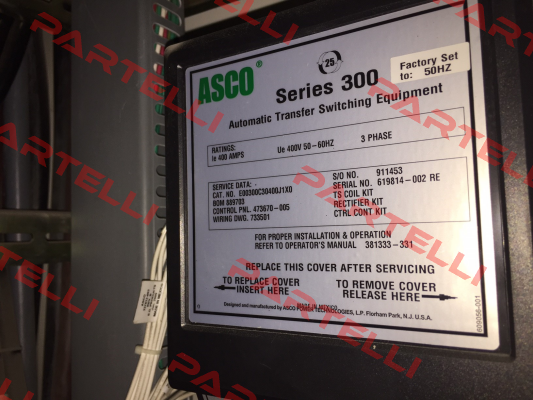 25
ASCO®
Series 300
Factory Set
to: 50HZ
Automatic Transfer Switching Equipment
RATINGS:
Ie 400 AMPS
Ue 400V 50-60HZ
3 PHASE
SERVICE DATA: -
CAT. NO. E00300C30400J1XD
BOM 809703
CONTROL PNL. 473670-005
WIRING DWG. 733501
S/O NO. 911453
SERIAL NO. 619814-002 RE
TS COIL KIT
RECTIFIER KIT
CTRL CONT KIT
FOR PROPER INSTALLATION & OPERATION
REFER TO OPERATOR'S MANUAL 381333-331
REPLACE THIS COVER AFTER SERVICING
TO REPLACE COVER
INSERT HERE
TO REMOVE COVER
RELEASE HERE
MADE IN MEXICO
Designed and manufactured by ASCO POWER TECHNOLOGIES, L.P. Florham Park, N.J. U.S.A.
PARTELLI
PARTELLI
PARTELLI
PARTELLI
PARTELLI
PARTELLI